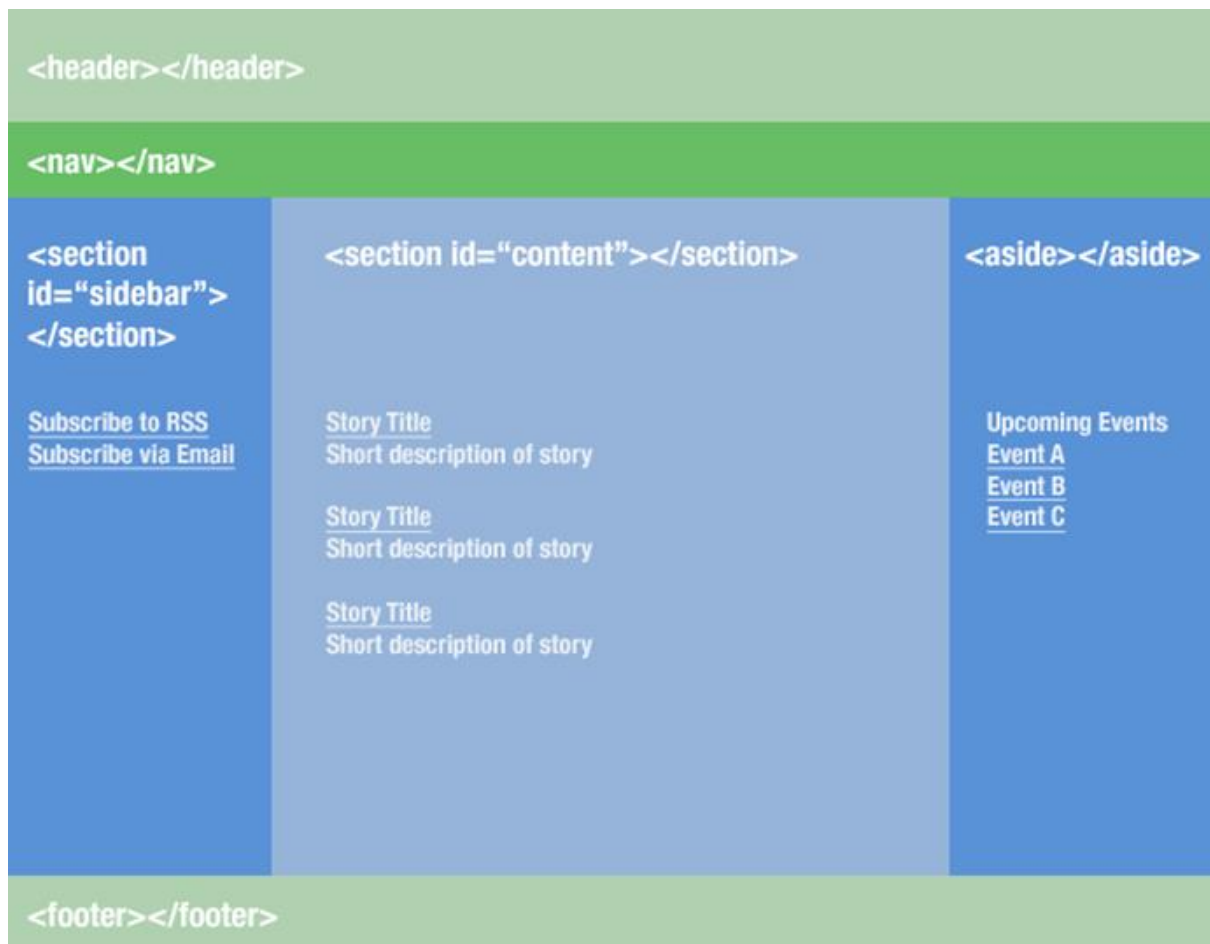 <header></header>
<nav></nav>
<section
id=“sidebar”>
</section>
Subscribe to RSS
Subscribe via Email
<section id=“content”></section>
Story Title
Short description of story
Story Title
Short description of story
Story Title
Short description of story
<aside></aside>
Upcoming Events
Event A
Event B
Event C
<footer></footer>